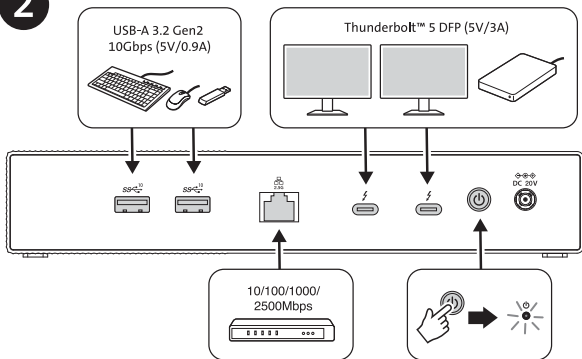 2
USB-A 3.2 Gen2
10Gbps (5V/0.9A)
Thunderbolt™ 5 DFP (5V/3A)
SS 10
SS 10
2.5G
DC 20V
10/100/1000/
2500Mbps